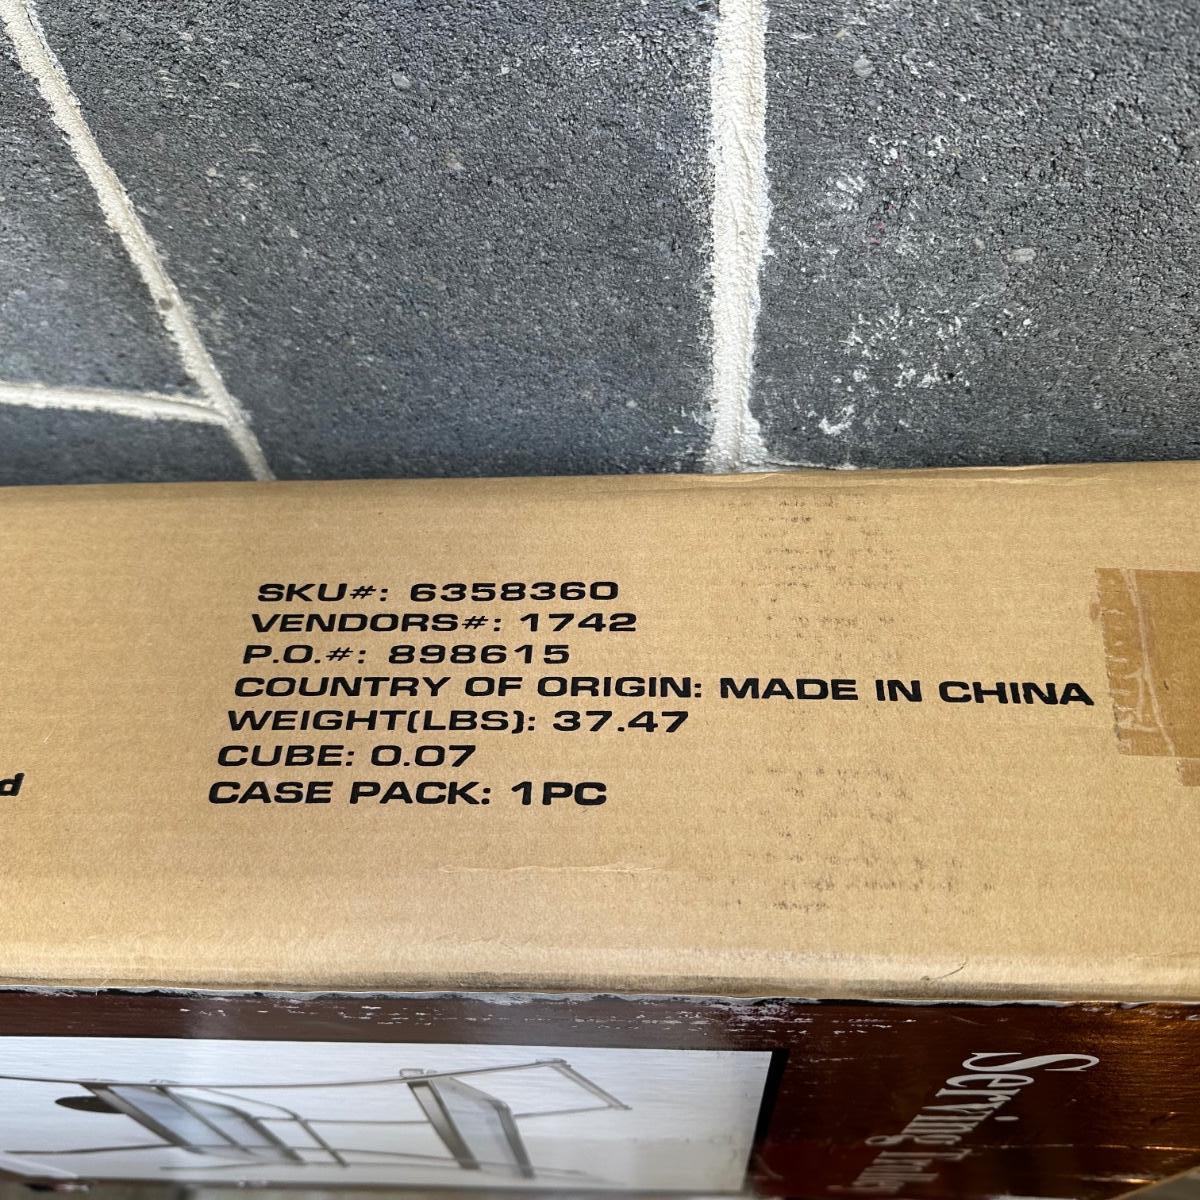 SKU#: 6358360
VENDORS#: 1742
P.O.#: 898615
COUNTRY OF ORIGIN: MADE IN CHINA
WEIGHT(LBS): 37.47
CUBE: 0.07
CASE PACK: 1PC
d
Serving Trolley